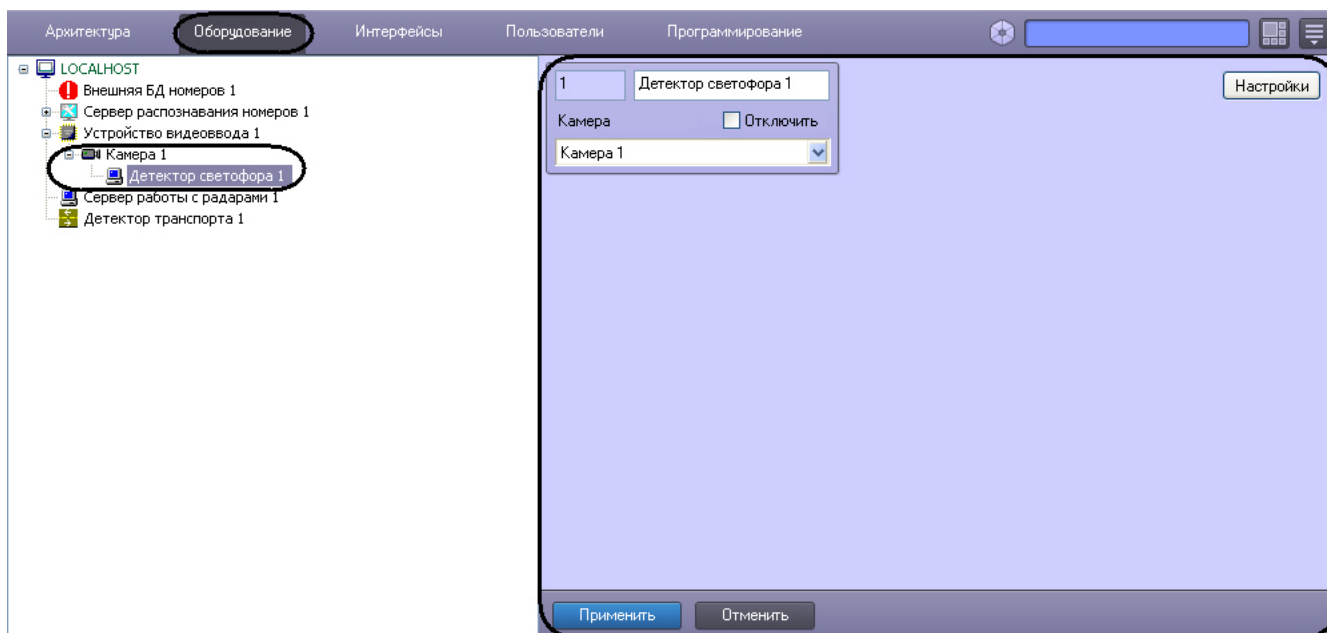 Архитектура Оборудование Интерфейсы Пользователи Программирование
LOCALHOST
Внешняя БД номеров 1
Сервер распознавания номеров 1
Устройство видеоввода 1
Камера 1
Детектор светофора 1
Сервер работы с радарами 1
Детектор транспорта 1
1 Детектор светофора 1
Настройки
Камера Отключить
Камера 1
Применить Отменить